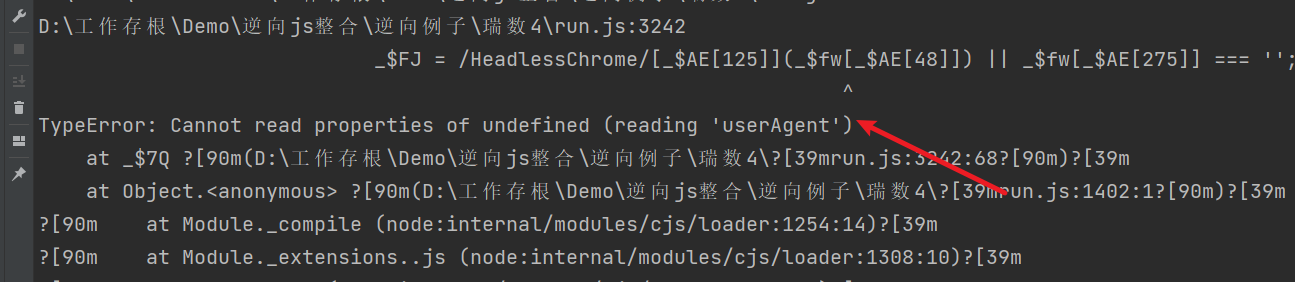 D:\工作存根\Demo\逆向js整合\逆向例子\瑞数4\run.js:3242
_$FJ = /HeadlessChrome/[_$AE[125]](_$fw[_$AE[48]]) || _$fw[_$AE[275]] === '';
^
TypeError: Cannot read properties of undefined (reading 'userAgent')
at _$7Q ?[90m(D:\工作存根\Demo\逆向js整合\逆向例子\瑞数4\?[39mrun.js:3242:68?[90m)?[39m
at Object.<anonymous> ?[90m(D:\工作存根\Demo\逆向js整合\逆向例子\瑞数4\?[39mrun.js:1402:1?[90m)?[39m
?[90m    at Module._compile (node:internal/modules/cjs/loader:1254:14)?[39m
?[90m    at Module._extensions..js (node:internal/modules/cjs/loader:1308:10)?[39m